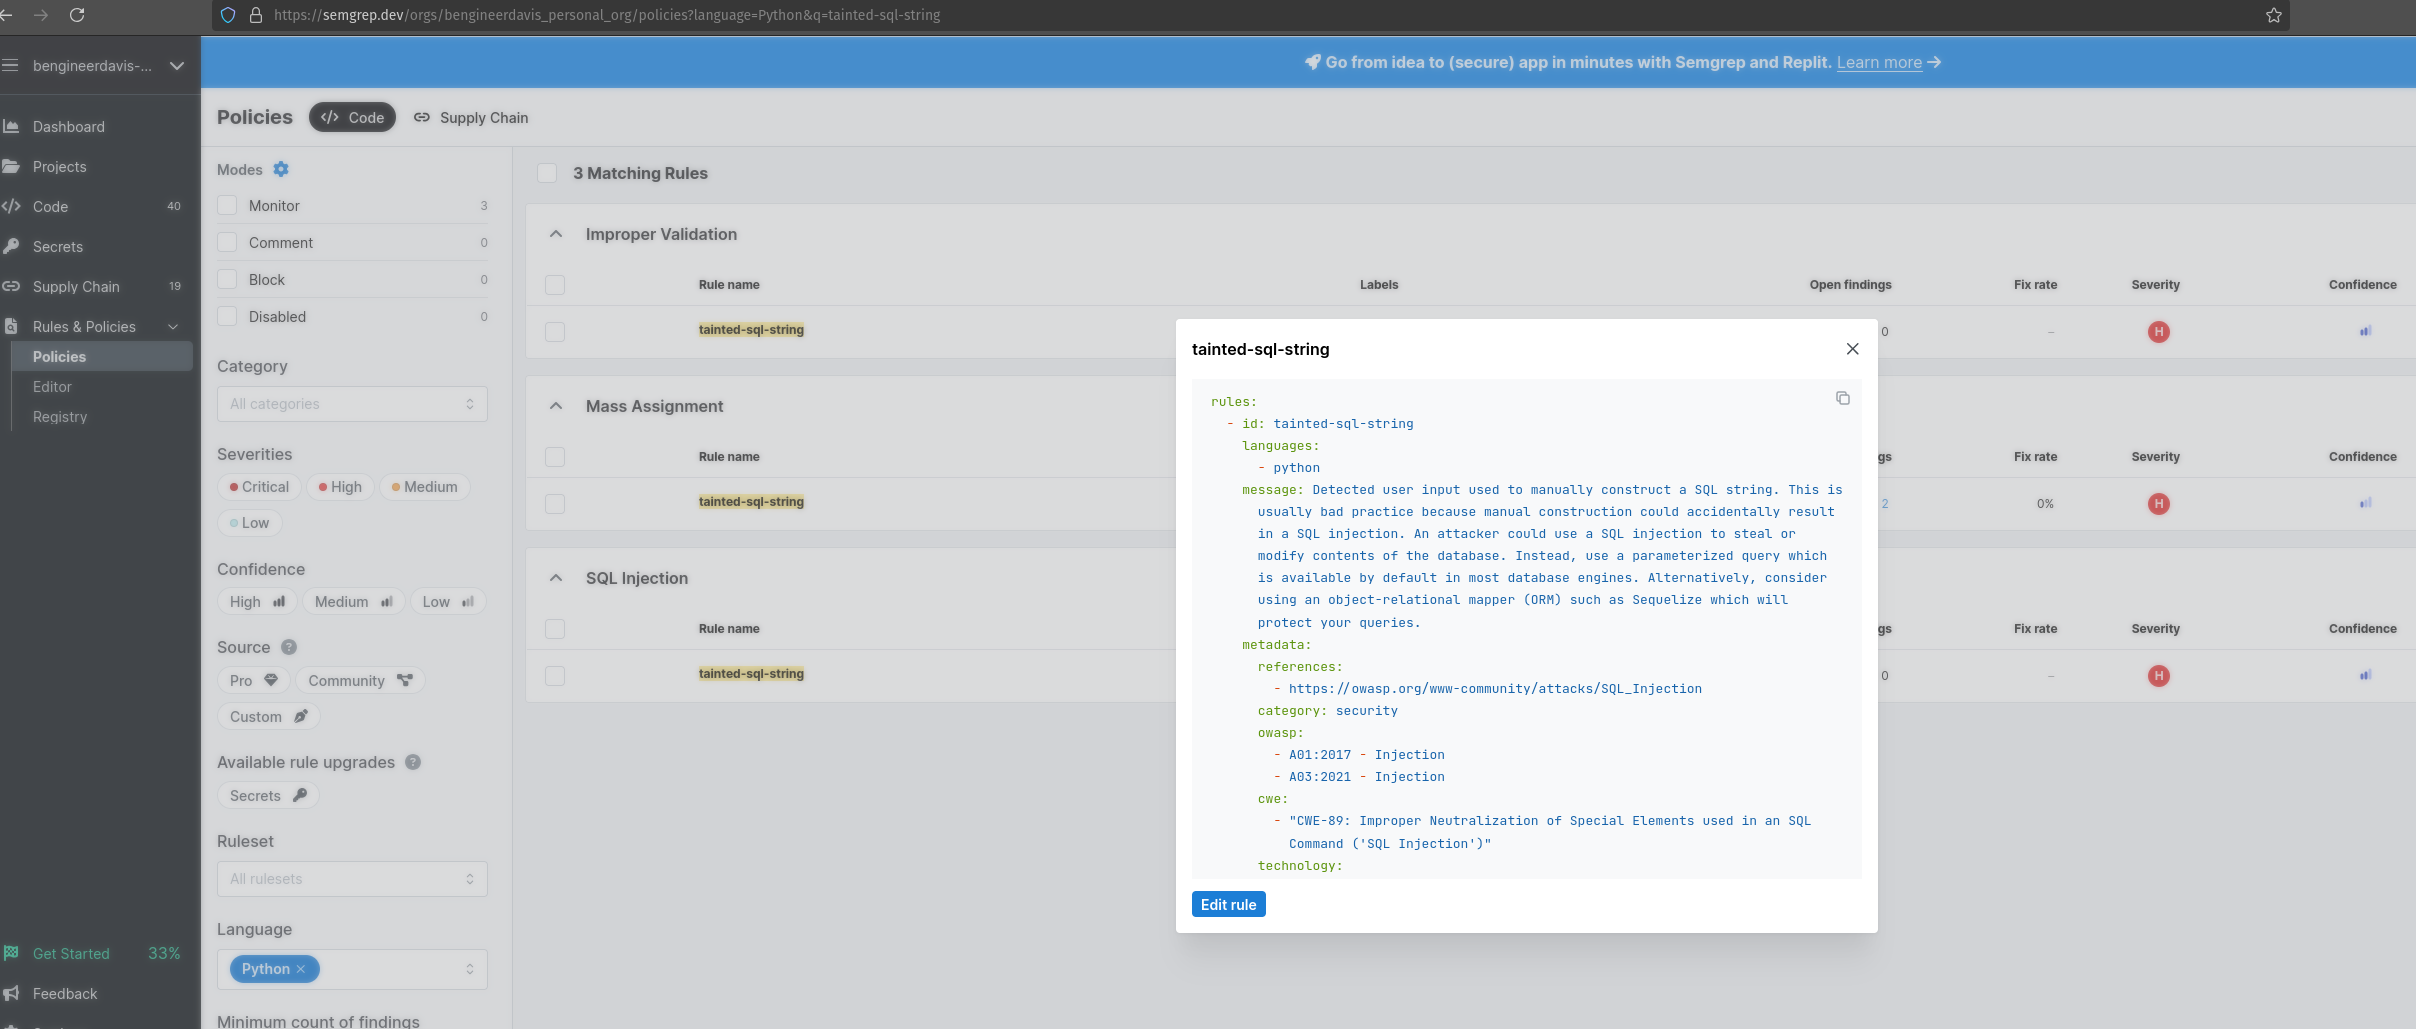 https://semgrep.dev/orgs/bengineerdavis_personal_org/policies?language=Python&q=tainted-sql-string
bengineerdavis-...
Go from idea to (secure) app in minutes with Semgrep and Replit. Learn more →
Dashboard
Projects
Code 40
Secrets
Supply Chain 19
Rules & Policies
Policies
Editor
Registry
Get Started 33%
Feedback
Policies
Code
Supply Chain
Modes
Monitor 3
Comment 0
Block 0
Disabled 0
Category
All categories
Severities
Critical High Medium
Low
Confidence
High Medium Low
Source ?
Pro Community
Custom
Available rule upgrades ?
Secrets
Ruleset
All rulesets
Language
Python ×
Minimum count of findings
3 Matching Rules
Improper Validation
Rule name Labels Open findings Fix rate Severity Confidence
tainted-sql-string 0 – H
Mass Assignment
Rule name gs Fix rate Severity Confidence
tainted-sql-string 2 0% H
SQL Injection
Rule name gs Fix rate Severity Confidence
tainted-sql-string 0 – H
tainted-sql-string
rules:
- id: tainted-sql-string
languages:
- python
message: Detected user input used to manually construct a SQL string. This is
usually bad practice because manual construction could accidentally result
in a SQL injection. An attacker could use a SQL injection to steal or
modify contents of the database. Instead, use a parameterized query which
is available by default in most database engines. Alternatively, consider
using an object-relational mapper (ORM) such as Sequelize which will
protect your queries.
metadata:
references:
- https://owasp.org/www-community/attacks/SQL_Injection
category: security
owasp:
- A01:2017 - Injection
- A03:2021 - Injection
cwe:
- "CWE-89: Improper Neutralization of Special Elements used in an SQL
Command ('SQL Injection')"
technology:
Edit rule